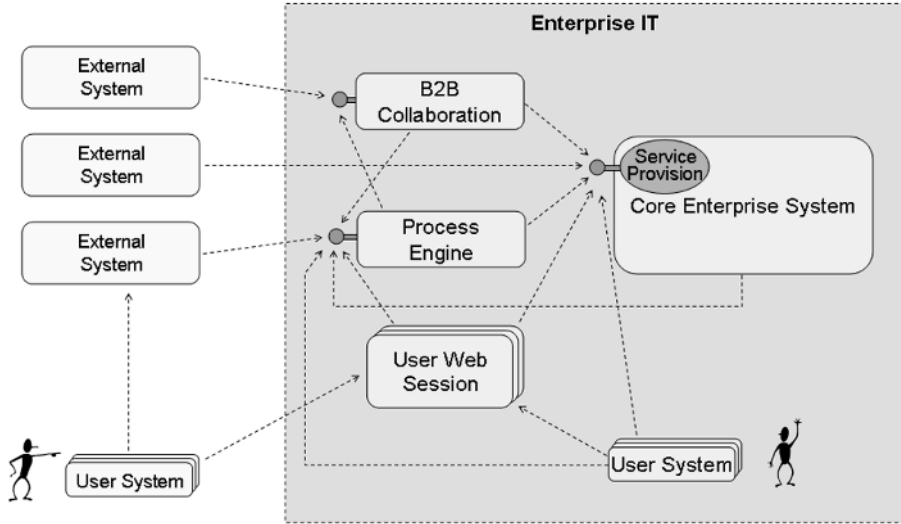 Enterprise IT
External
System
B2B
Collaboration
External
System
Service
Provision
Core Enterprise System
External
System
Process
Engine
User Web
Session
User System
User System